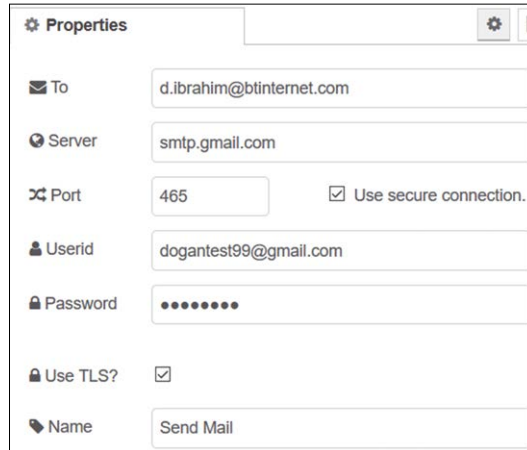 Properties
To d.ibrahim@btinternet.com
Server smtp.gmail.com
Port 465 Use secure connection.
Userid dogantest99@gmail.com
Password ●●●●●●●●
Use TLS?
Name Send Mail